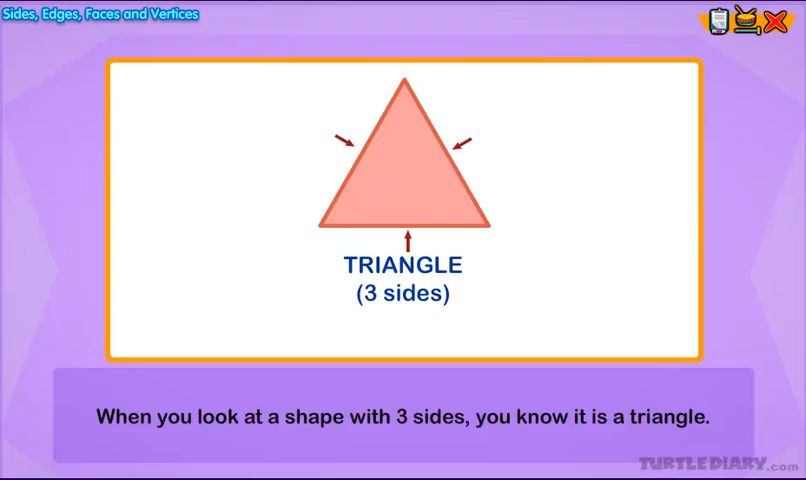 Sides, Edges, Faces and Vertices
TRIANGLE
(3 sides)
When you look at a shape with 3 sides, you know it is a triangle.
TURTLEDIARY.com